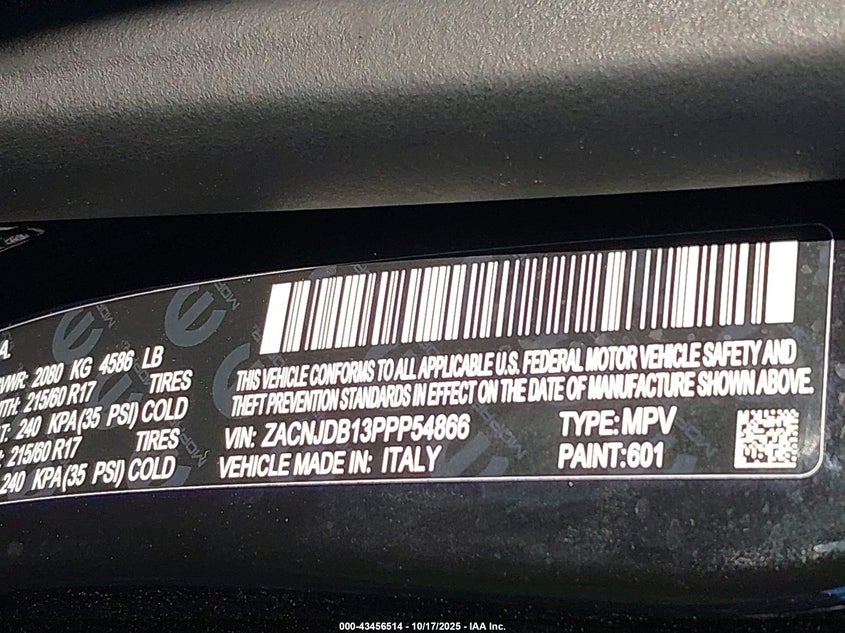 A.
VWR: 2080 KG 4586 LB
ITH: 215/60 R17 TIRES
T: 240 KPA(35 PSI) COLD
: 215/60 R17 TIRES
240 KPA(35 PSI) COLD
THIS VEHICLE CONFORMS TO ALL APPLICABLE U.S. FEDERAL MOTOR VEHICLE SAFETY AND
THEFT PREVENTION STANDARDS IN EFFECT ON THE DATE OF MANUFACTURE SHOWN ABOVE.
VIN: ZACNJDB13PPP54866 TYPE: MPV
VEHICLE MADE IN: ITALY PAINT: 601
MOPAR
000-43456514 - 10/17/2025 - IAA Inc.